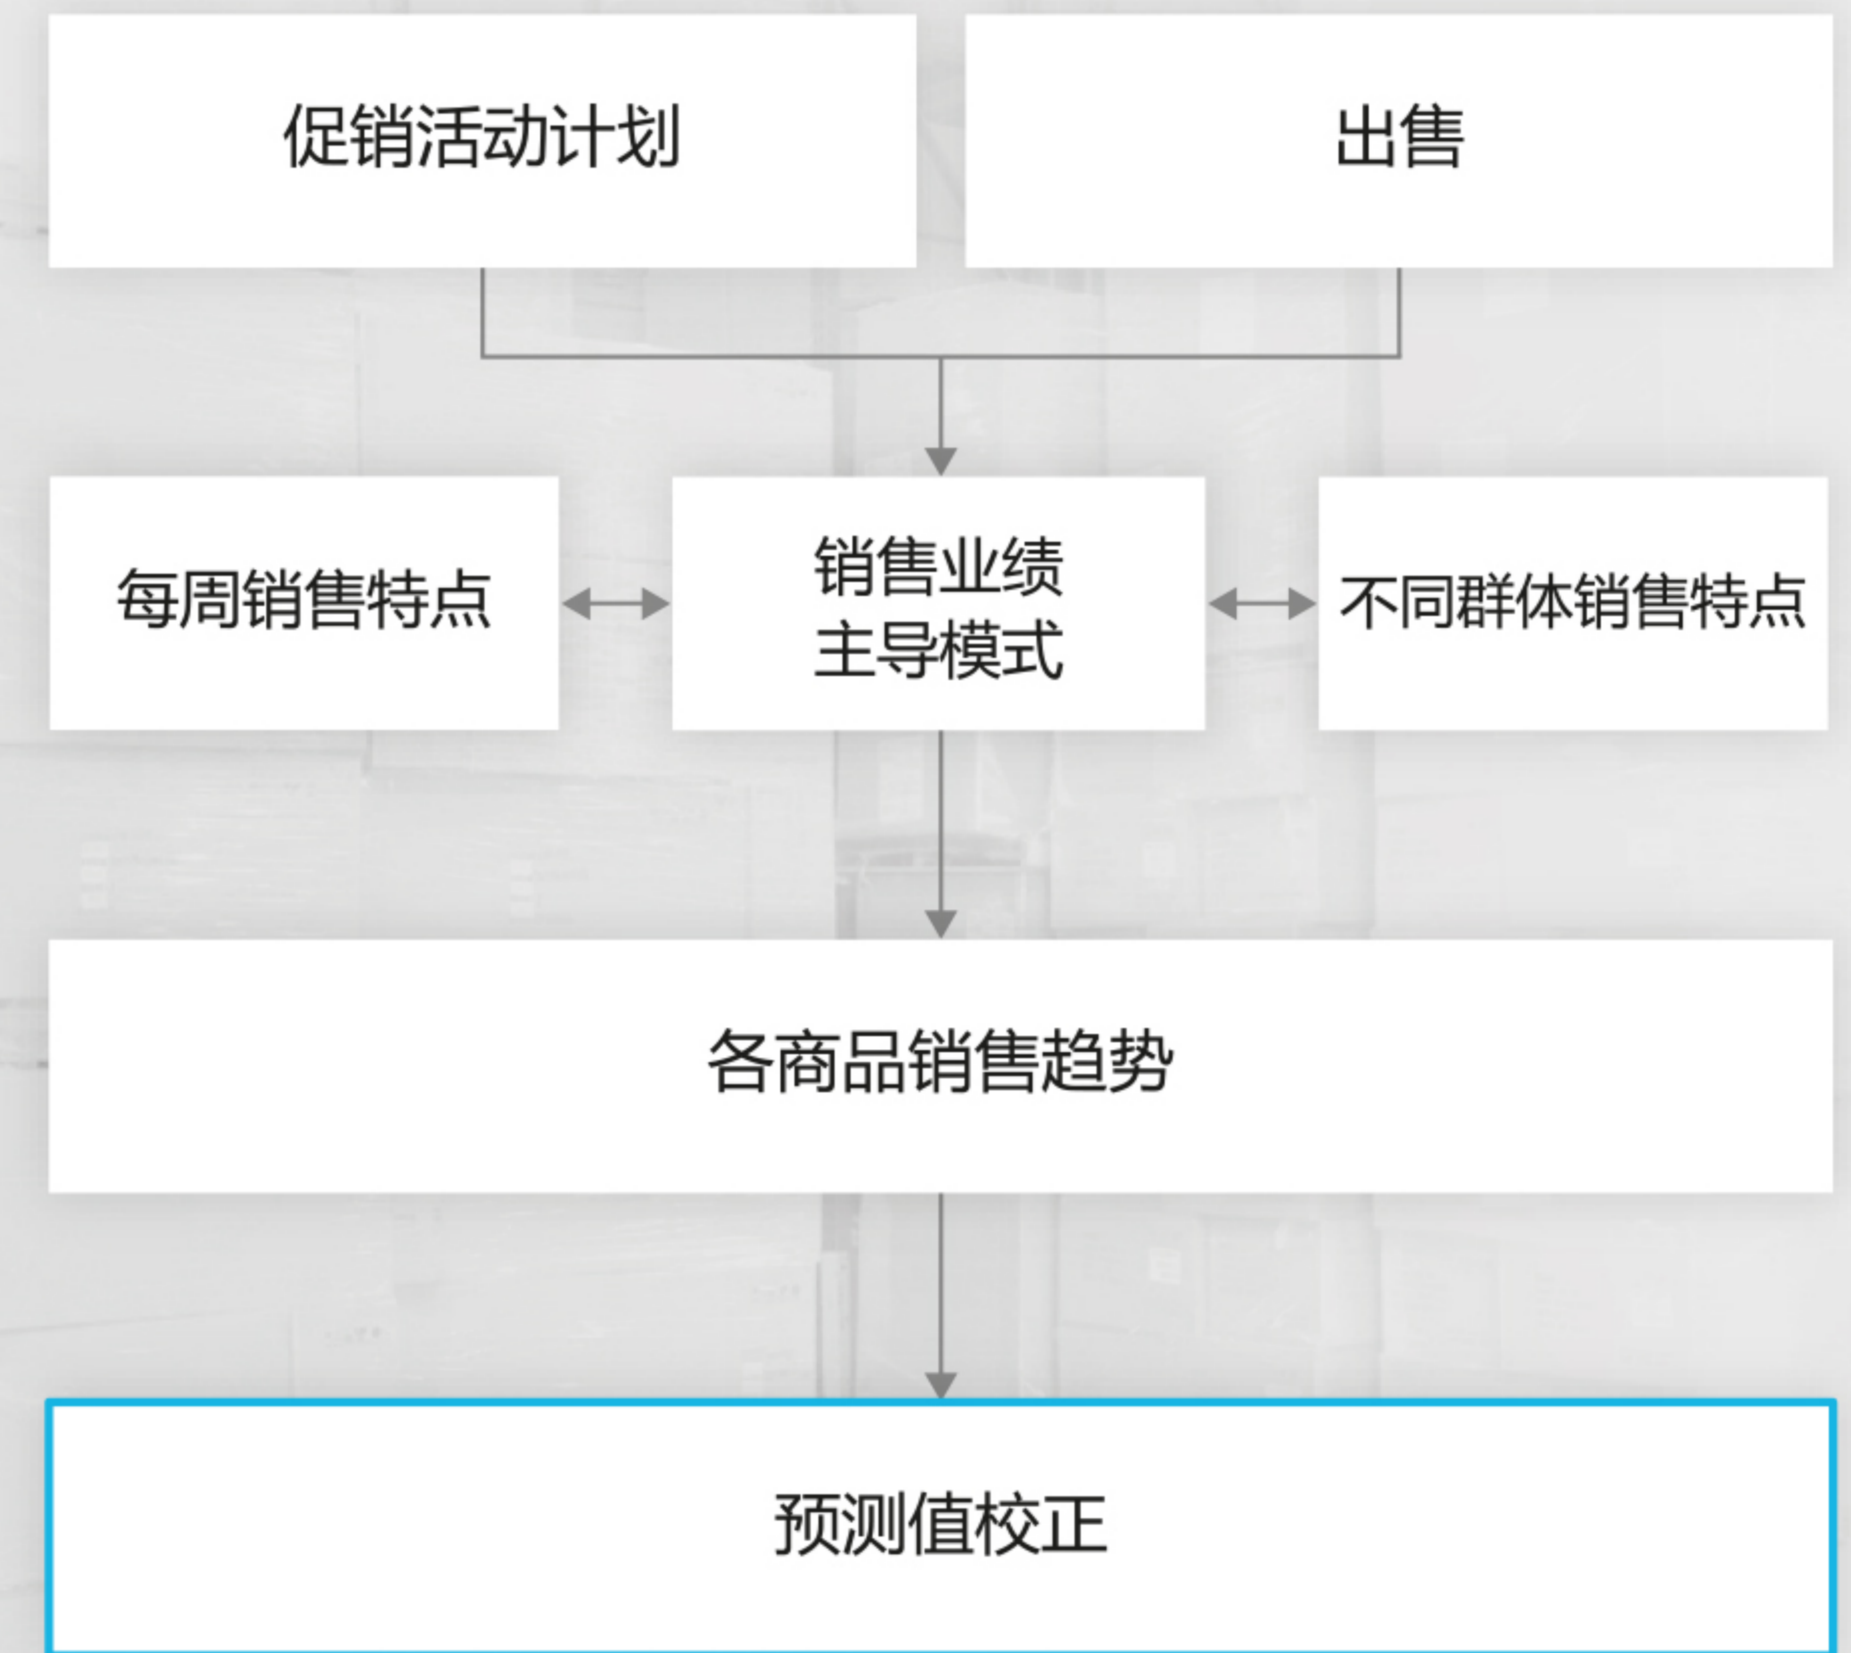 促销活动计划
出售
每周销售特点
销售业绩
主导模式
不同群体销售特点
各商品销售趋势
预测值校正